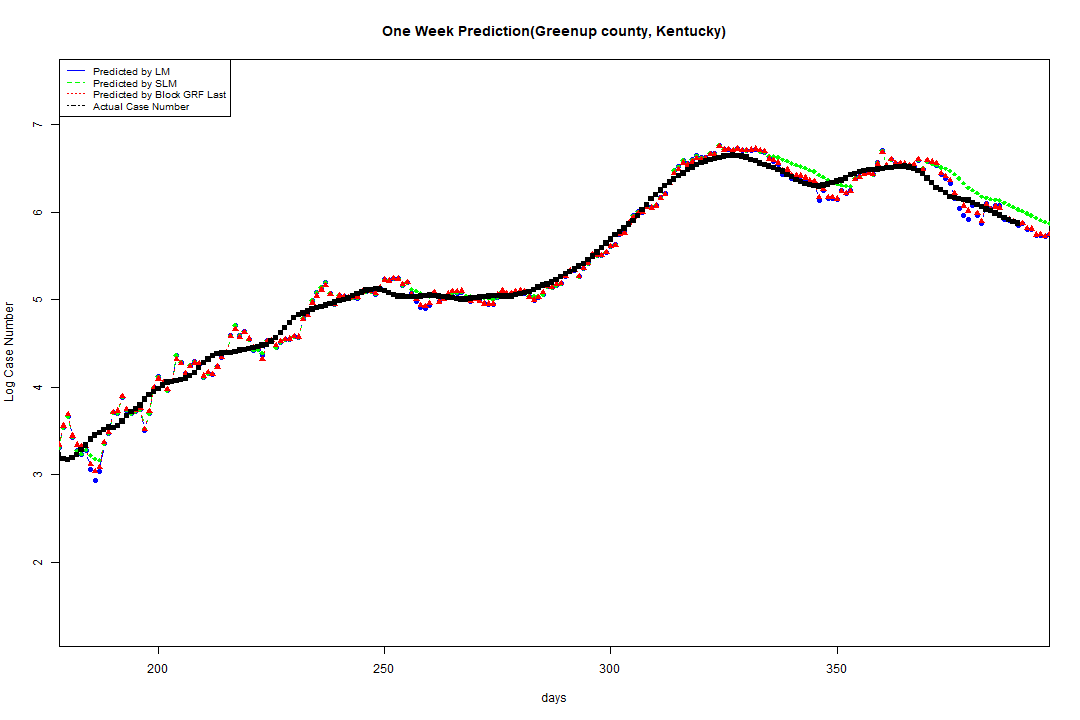 One Week Prediction(Greenup county, Kentucky)
Predicted by LM
Predicted by SLM
Predicted by Block GRF Last
Actual Case Number
7
6
5
4
3
2
Log Case Number
200 250 300 350
days